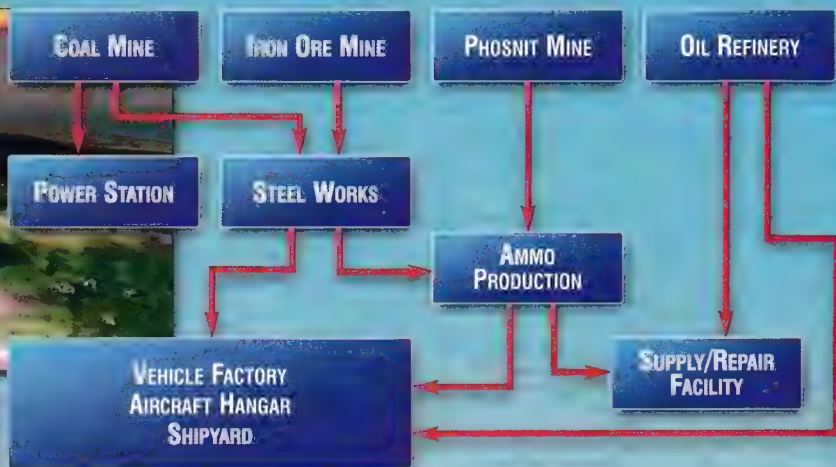 COAL MINE
IRON ORE MINE
PHOSNIT MINE
OIL REFINERY
POWER STATION
STEEL WORKS
AMMO
PRODUCTION
VEHICLE FACTORY
AIRCRAFT HANGAR
SHIPYARD
SUPPLY/REPAIR
FACILITY